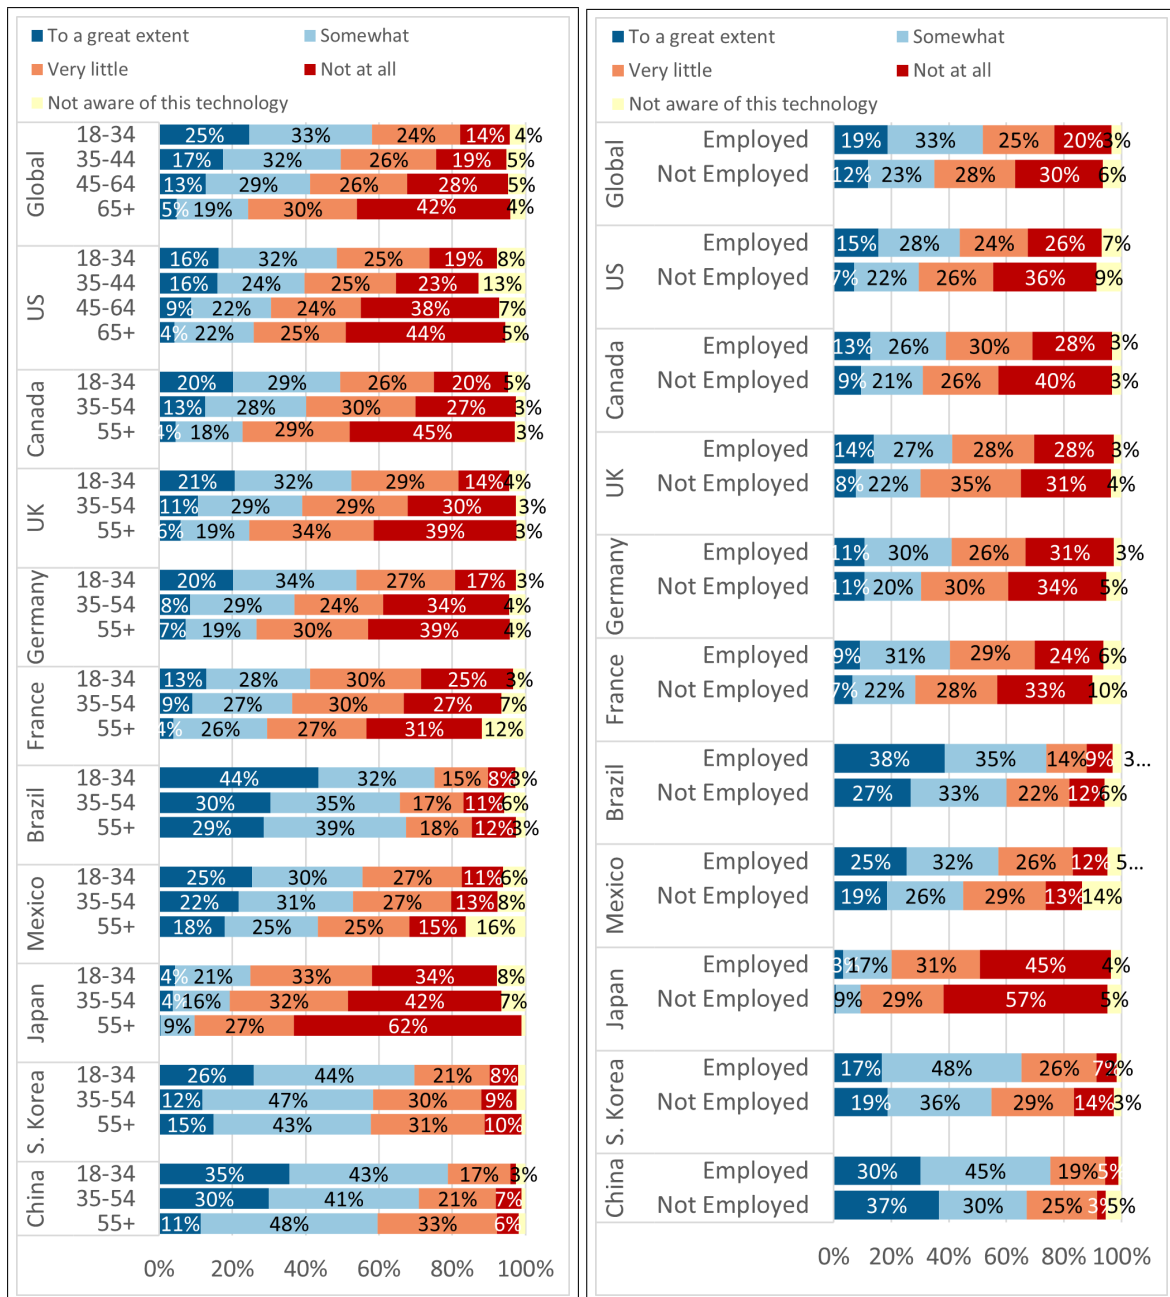 To a great extent Somewhat
Very little Not at all
Not aware of this technology
Global
18-34 25% 33% 24% 14% 4%
35-44 17% 32% 26% 19% 5%
45-64 13% 29% 26% 28% 5%
65+ 5% 19% 30% 42% 4%
US
18-34 16% 32% 25% 19% 8%
35-44 16% 24% 25% 23% 13%
45-64 9% 22% 24% 38% 7%
65+ 4% 22% 25% 44% 5%
Canada
18-34 20% 29% 26% 20% 5%
35-54 13% 28% 30% 27% 3%
55+ 4% 18% 29% 45% 3%
UK
18-34 21% 32% 29% 14% 4%
35-54 11% 29% 29% 30% 3%
55+ 6% 19% 34% 39% 3%
Germany
18-34 20% 34% 27% 17% 3%
35-54 8% 29% 24% 34% 4%
55+ 7% 19% 30% 39% 4%
France
18-34 13% 28% 30% 25% 3%
35-54 9% 27% 30% 27% 7%
55+ 4% 26% 27% 31% 12%
Brazil
18-34 44% 32% 15% 8% 3%
35-54 30% 35% 17% 11% 6%
55+ 29% 39% 18% 12% 3%
Mexico
18-34 25% 30% 27% 11% 6%
35-54 22% 31% 27% 13% 8%
55+ 18% 25% 25% 15% 16%
Japan
18-34 4% 21% 33% 34% 8%
35-54 4% 16% 32% 42% 7%
55+ 9% 27% 62%
S. Korea
18-34 26% 44% 21% 8%
35-54 12% 47% 30% 9%
55+ 15% 43% 31% 10%
China
18-34 35% 43% 17% 3%
35-54 30% 41% 21% 7%
55+ 11% 48% 33% 6%
0% 20% 40% 60% 80% 100%
To a great extent Somewhat
Very little Not at all
Not aware of this technology
Global
Employed 19% 33% 25% 20% 3%
Not Employed 12% 23% 28% 30% 6%
US
Employed 15% 28% 24% 26% 7%
Not Employed 7% 22% 26% 36% 9%
Canada
Employed 13% 26% 30% 28% 3%
Not Employed 9% 21% 26% 40% 3%
UK
Employed 14% 27% 28% 28% 3%
Not Employed 8% 22% 35% 31% 4%
Germany
Employed 11% 30% 26% 31% 3%
Not Employed 11% 20% 30% 34% 5%
France
Employed 9% 31% 29% 24% 6%
Not Employed 7% 22% 28% 33% 10%
Brazil
Employed 38% 35% 14% 9% 3...
Not Employed 27% 33% 22% 12% 6%
Mexico
Employed 25% 32% 26% 12% 5...
Not Employed 19% 26% 29% 13% 14%
Japan
Employed 3% 17% 31% 45% 4%
Not Employed 9% 29% 57% 5%
S. Korea
Employed 17% 48% 26% 7% 2%
Not Employed 19% 36% 29% 14% 3%
China
Employed 30% 45% 19% 5%
Not Employed 37% 30% 25% 3% 5%
0% 20% 40% 60% 80% 100%